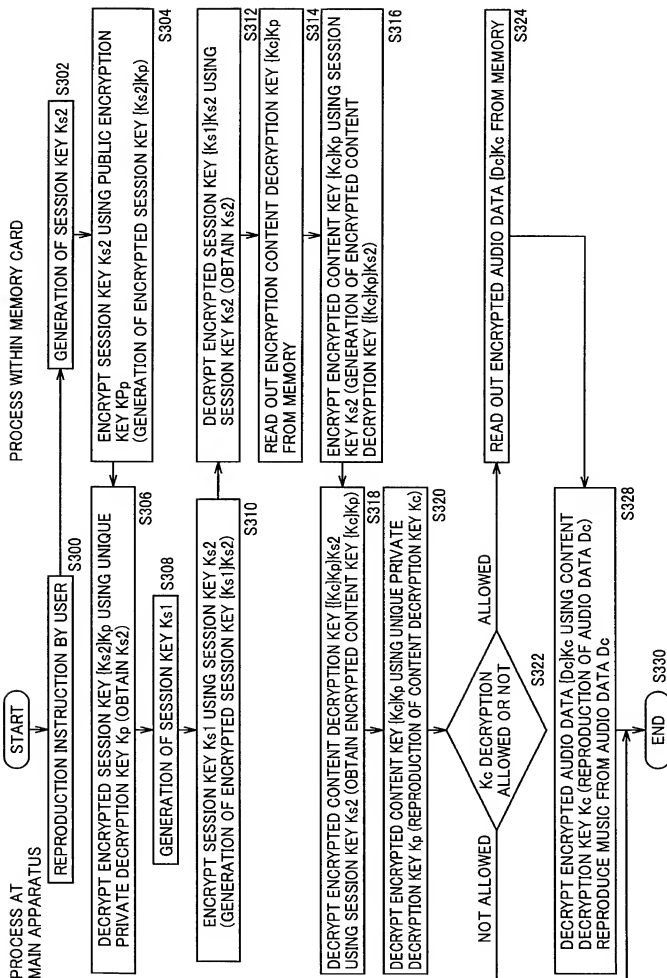 PROCESS AT
MAIN APPARATUS
PROCESS WITHIN MEMORY CARD
START
REPRODUCTION INSTRUCTION BY USER
S300
GENERATION OF SESSION KEY Ks2
S302
ENCRYPT SESSION KEY Ks2 USING PUBLIC ENCRYPTION
KEY KPp
(GENERATION OF ENCRYPTED SESSION KEY [Ks2]Kp)
S304
DECRYPT ENCRYPTED SESSION KEY [Ks2]Kp USING UNIQUE
PRIVATE DECRYPTION KEY Kp (OBTAIN Ks2)
S306
GENERATION OF SESSION KEY Ks1
S308
ENCRYPT SESSION KEY Ks1 USING SESSION KEY Ks2
(GENERATION OF ENCRYPTED SESSION KEY [Ks1]Ks2)
S310
DECRYPT ENCRYPTED SESSION KEY [Ks1]Ks2 USING
SESSION KEY Ks2 (OBTAIN Ks2)
S312
READ OUT ENCRYPTION CONTENT DECRYPTION KEY [Kc]Kp
FROM MEMORY
S314
ENCRYPT ENCRYPTED CONTENT KEY [Kc]Kp USING SESSION
KEY Ks2 (GENERATION OF ENCRYPTED CONTENT
DECRYPTION KEY [[Kc]Kp]Ks2)
S316
DECRYPT ENCRYPTED CONTENT DECRYPTION KEY [[Kc]Kp]Ks2
USING SESSION KEY Ks2 (OBTAIN ENCRYPTED CONTENT KEY [Kc]Kp)
S318
DECRYPT ENCRYPTED CONTENT KEY [Kc]Kp USING UNIQUE PRIVATE
DECRYPTION KEY Kp (REPRODUCTION OF CONTENT DECRYPTION KEY Kc)
S320
Kc DECRYPTION
ALLOWED OR NOT
S322
NOT ALLOWED
ALLOWED
READ OUT ENCRYPTED AUDIO DATA [Dc]Kc FROM MEMORY
S324
DECRYPT ENCRYPTED AUDIO DATA [Dc]Kc USING CONTENT
DECRYPTION KEY Kc (REPRODUCTION OF AUDIO DATA Dc)
REPRODUCE MUSIC FROM AUDIO DATA Dc
S328
END
S330